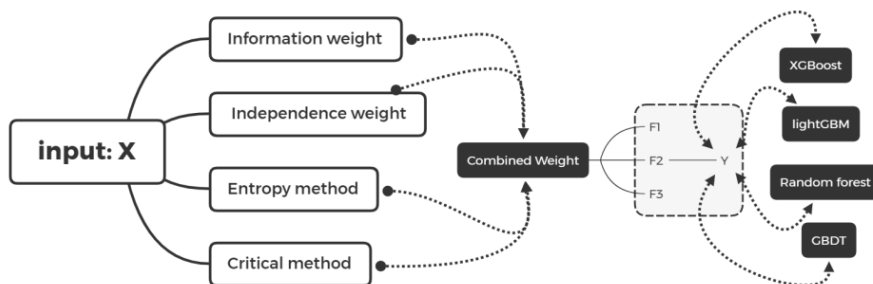 input: X
Information weight
Independence weight
Entropy method
Critical method
Combined Weight
F1
F2
F3
Y
XGBoost
lightGBM
Random forest
GBDT